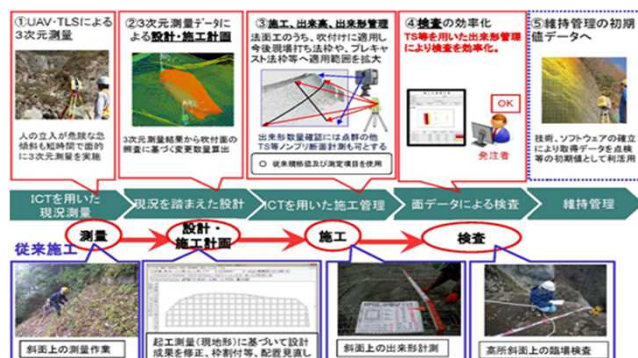 ①UAV・TLSによる
3次元測量
人の立入が危険な急
傾斜も短時間で面的
に3次元測量を実施
②3次元測量データに
よる設計・施工計画
3次元測量結果から吹付面の
照査に基づく変更数量算出
③施工、出来高、出来形管理
法面工のうち、吹付けに適用し
今後現場打ち法枠や、プレキャ
スト法枠等へ適用範囲を拡大
出来形数量確認には点群の他
TS等ノンプリ断面計測も可とする
○ 従来規格値及び測定項目を使用
④検査の効率化
TS等を用いた出来形管理
により検査を効率化。
OK
発注者
⑤維持管理の初期
値データへ
技術、ソフトウェアの確立
により取得データを点検
等の初期値として利活用
ICTを用いた
現況測量
現況を踏まえた設計
ICTを用いた施工管理
面データによる検査
維持管理
測量
設計・
施工計画
施工
検査
従来施工
斜面上の測量作業
起工測量(現地形)に基づいて設計
成果を修正、枠割付等、配置見直し
斜面上の出来形計測
高所斜面上の臨場検査